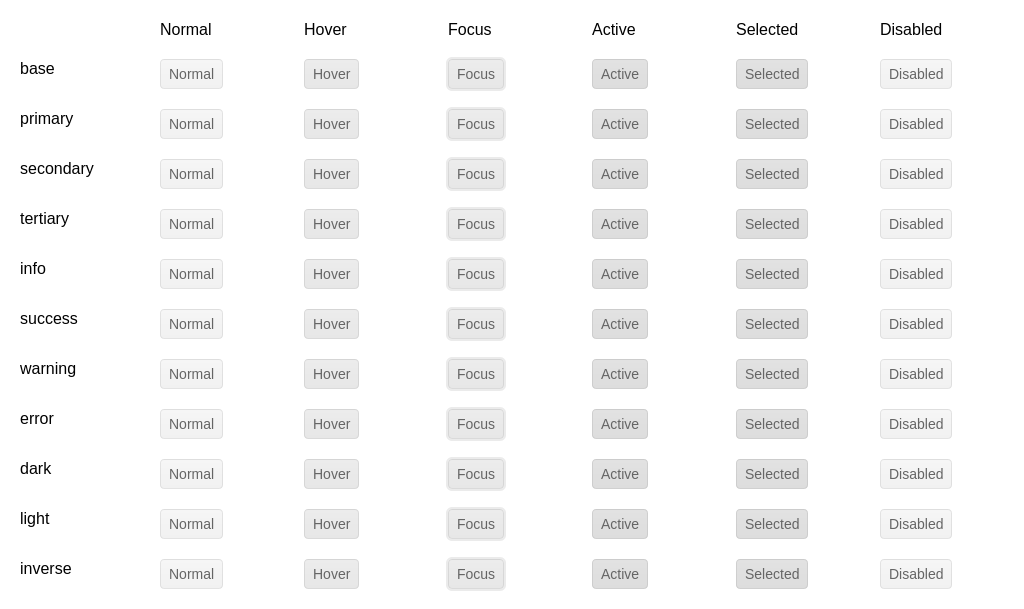 Normal Hover Focus Active Selected Disabled
base Normal Hover Focus Active Selected Disabled
primary Normal Hover Focus Active Selected Disabled
secondary Normal Hover Focus Active Selected Disabled
tertiary Normal Hover Focus Active Selected Disabled
info Normal Hover Focus Active Selected Disabled
success Normal Hover Focus Active Selected Disabled
warning Normal Hover Focus Active Selected Disabled
error Normal Hover Focus Active Selected Disabled
dark Normal Hover Focus Active Selected Disabled
light Normal Hover Focus Active Selected Disabled
inverse Normal Hover Focus Active Selected Disabled